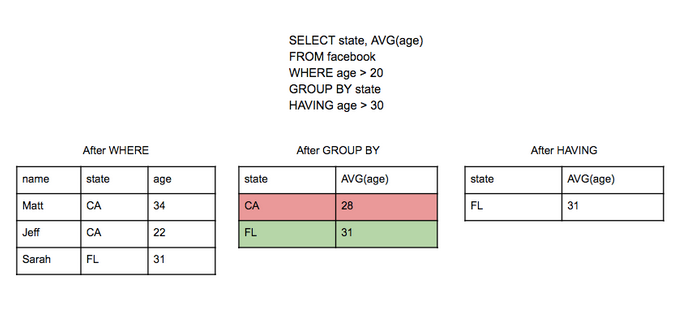 SELECT state, AVG(age)
FROM facebook
WHERE age > 20
GROUP BY state
HAVING age > 30
After WHERE
name state age
Matt CA 34
Jeff CA 22
Sarah FL 31
After GROUP BY
state AVG(age)
CA 28
FL 31
After HAVING
state AVG(age)
FL 31